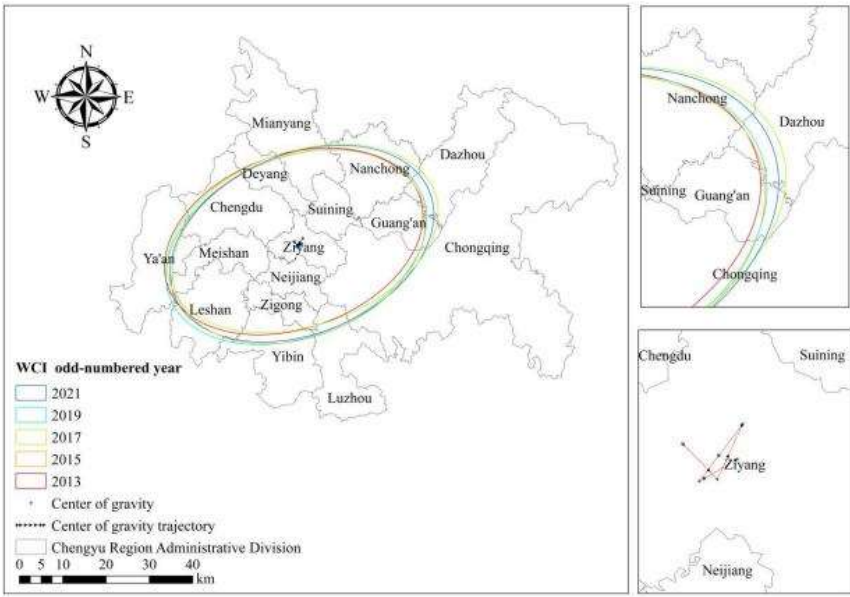 N
W E
S
Mianyang
Dazhou
Deyang
Nanchong
Chengdu
Suining
Guang'an
Ya'an
Meishan
Ziyang
Chongqing
Neijiang
Leshan
Zigong
Yibin
Luzhou
WCI odd-numbered year
2021
2019
2017
2015
2013
Center of gravity
Center of gravity trajectory
Chengyu Region Administrative Division
0 5 10 20 30 40
km
Nanchong
Dazhou
Suining
Guang'an
Chongqing
Chengdu
Suining
Ziyang
Neijiang